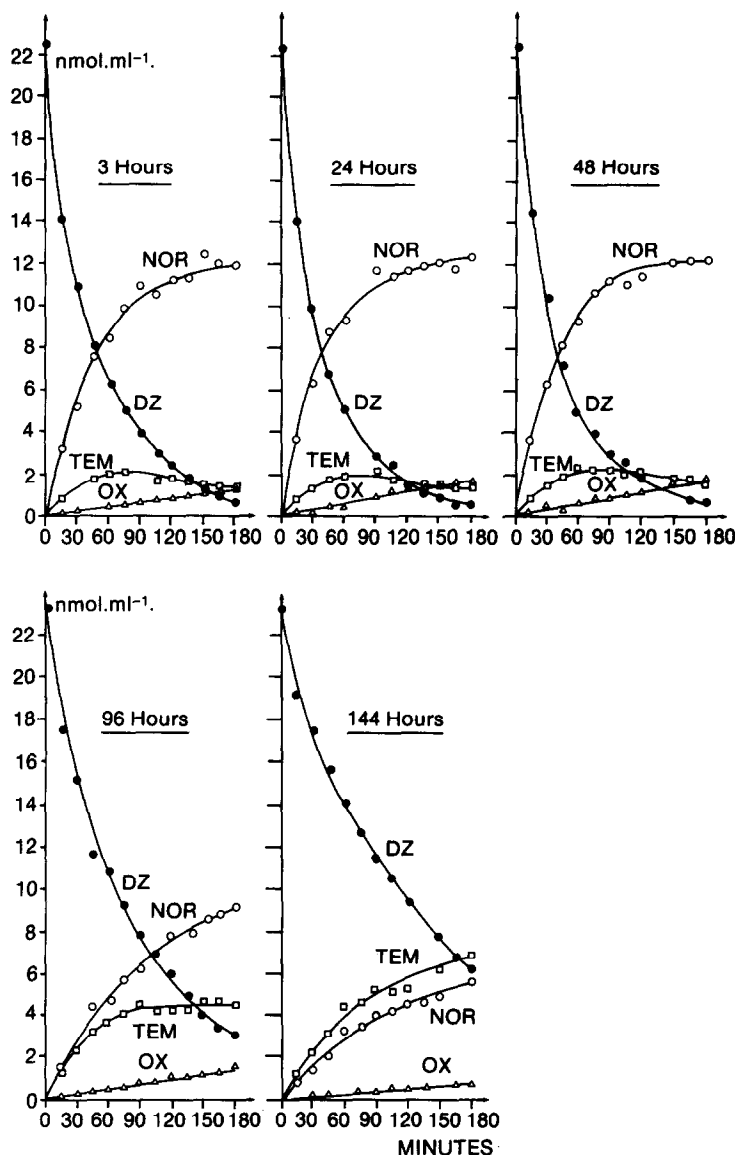 nmol.ml⁻¹.
22
20
18
16
14
12
10
8
6
4
2
0
3 Hours
NOR
DZ
TEM
OX
0 30 60 90 120 150 180
24 Hours
NOR
DZ
TEM
OX
0 30 60 90 120 150 180
48 Hours
NOR
DZ
TEM
OX
0 30 60 90 120 150 180
nmol.ml⁻¹.
22
20
18
16
14
12
10
8
6
4
2
0
96 Hours
DZ
NOR
TEM
OX
0 30 60 90 120 150 180
144 Hours
DZ
TEM
NOR
OX
0 30 60 90 120 150 180
MINUTES